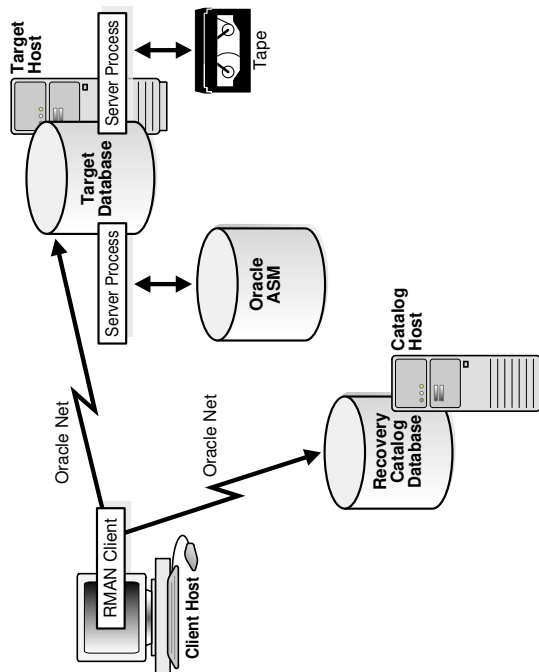 RMAN Client
Client Host
Oracle Net
Oracle Net
Target
Host
Target
Database
Server Process
Server Process
Oracle
ASM
Tape
Recovery
Catalog
Database
Catalog
Host